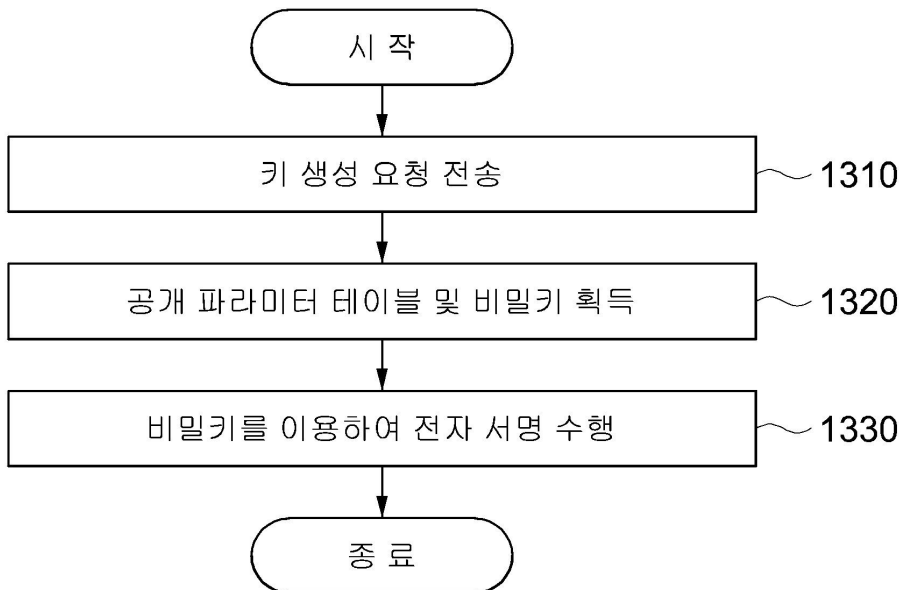 시 작
키 생성 요청 전송
1310
공개 파라미터 테이블 및 비밀키 획득
1320
비밀키를 이용하여 전자 서명 수행
1330
종 료